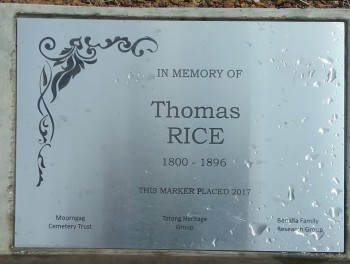 IN MEMORY OF
Thomas
RICE
1800 - 1896
THIS MARKER PLACED 2017
Moorngag
Cemetery Trust
Tatong Heritage
Group
Benalla Family
Research Group